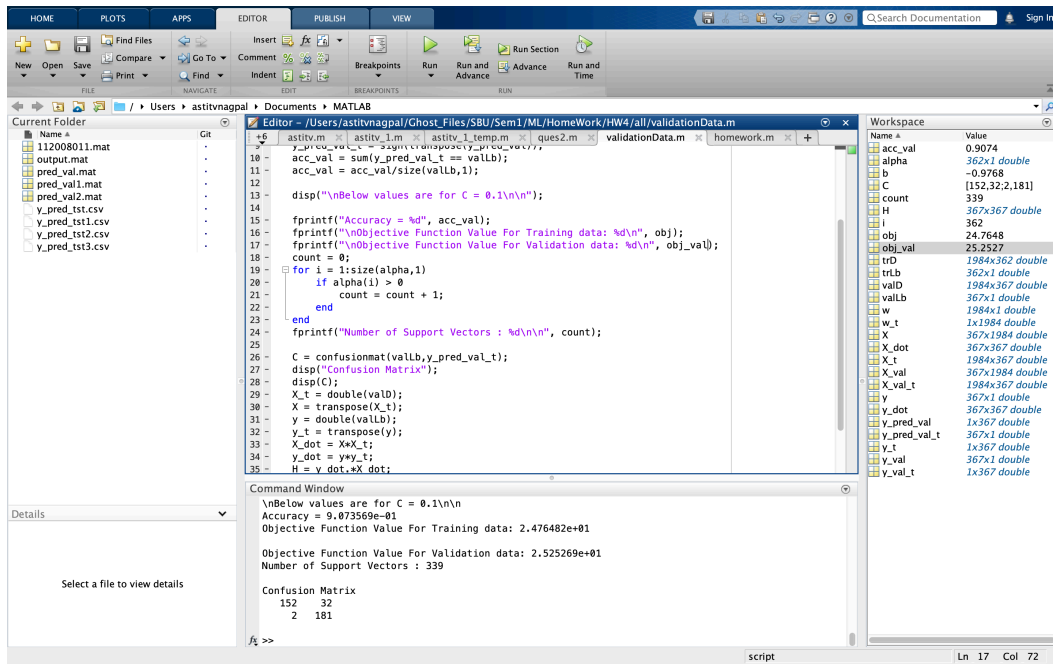 HOME PLOTS APPS EDITOR PUBLISH VIEW Search Documentation Sign In
New Open Save Find Files Compare Print Go To Find Insert fx Comment Indent Breakpoints Run Run and Advance Run Section Advance Run and Time
FILE NAVIGATE EDIT BREAKPOINTS RUN
/ Users astitvnagpal Documents MATLAB
Current Folder
Name Git
112008011.mat
output.mat
pred_val.mat
pred_val1.mat
pred_val2.mat
y_pred_tst.csv
y_pred_tst1.csv
y_pred_tst2.csv
y_pred_tst3.csv
Details
Select a file to view details
Editor - /Users/astitvnagpal/Ghost_Files/SBU/Sem1/ML/HomeWork/HW4/all/validationData.m
+6 astitv.m astitv_1.m astitv_1_temp.m ques2.m validationData.m homework.m +
9 - y_pred_val_t = sign(transpose(y_pred_val));
10 - acc_val = sum(y_pred_val_t == valLb);
11 - acc_val = acc_val/size(valLb,1);
12
13 - disp("\nBelow values are for C = 0.1\n\n");
14
15 - fprintf("Accuracy = %d", acc_val);
16 - fprintf("\nObjective Function Value For Training data: %d\n", obj);
17 - fprintf("\nObjective Function Value For Validation data: %d\n", obj_val);
18 - count = 0;
19 - for i = 1:size(alpha,1)
20 - if alpha(i) > 0
21 - count = count + 1;
22 - end
23 - end
24 - fprintf("Number of Support Vectors : %d\n\n", count);
25
26 - C = confusionmat(valLb,y_pred_val_t);
27 - disp("Confusion Matrix");
28 - disp(C);
29 - X_t = double(valD);
30 - X = transpose(X_t);
31 - y = double(valLb);
32 - y_t = transpose(y);
33 - X_dot = X*X_t;
34 - y_dot = y*y_t;
35 - H = y_dot.*X_dot;
Command Window
\nBelow values are for C = 0.1\n\n
Accuracy = 9.073569e-01
Objective Function Value For Training data: 2.476482e+01
Objective Function Value For Validation data: 2.525269e+01
Number of Support Vectors : 339
Confusion Matrix
152 32
2 181
fx >>
Workspace
Name Value
acc_val 0.9074
alpha 362x1 double
b -0.9768
C [152,32;2,181]
count 339
H 367x367 double
i 362
obj 24.7648
obj_val 25.2527
trD 1984x362 double
trLb 362x1 double
valD 1984x367 double
valLb 367x1 double
w 1984x1 double
w_t 1x1984 double
X 367x1984 double
X_dot 367x367 double
X_t 1984x367 double
X_val 367x1984 double
X_val_t 1984x367 double
y 367x1 double
y_dot 367x367 double
y_pred_val 1x367 double
y_pred_val_t 367x1 double
y_t 1x367 double
y_val 367x1 double
y_val_t 1x367 double
script Ln 17 Col 72